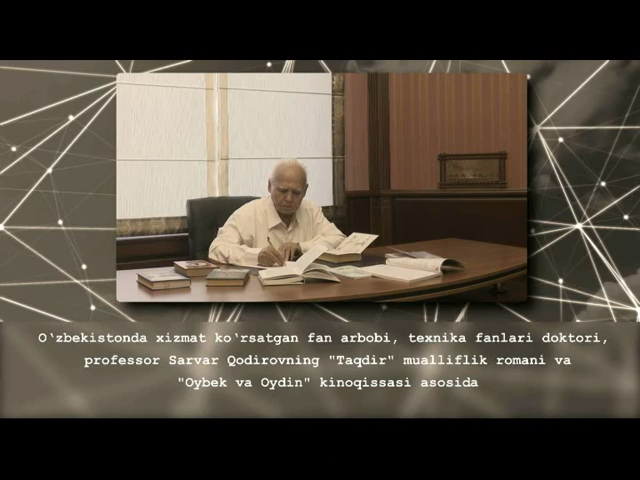 O'zbekistonda xizmat ko'rsatgan fan arbobi, texnika fanlari doktori,
professor Sarvar Qodirovning "Taqdir" mualliflik romani va
"Oybek va Oydin" kinoqissasi asosida